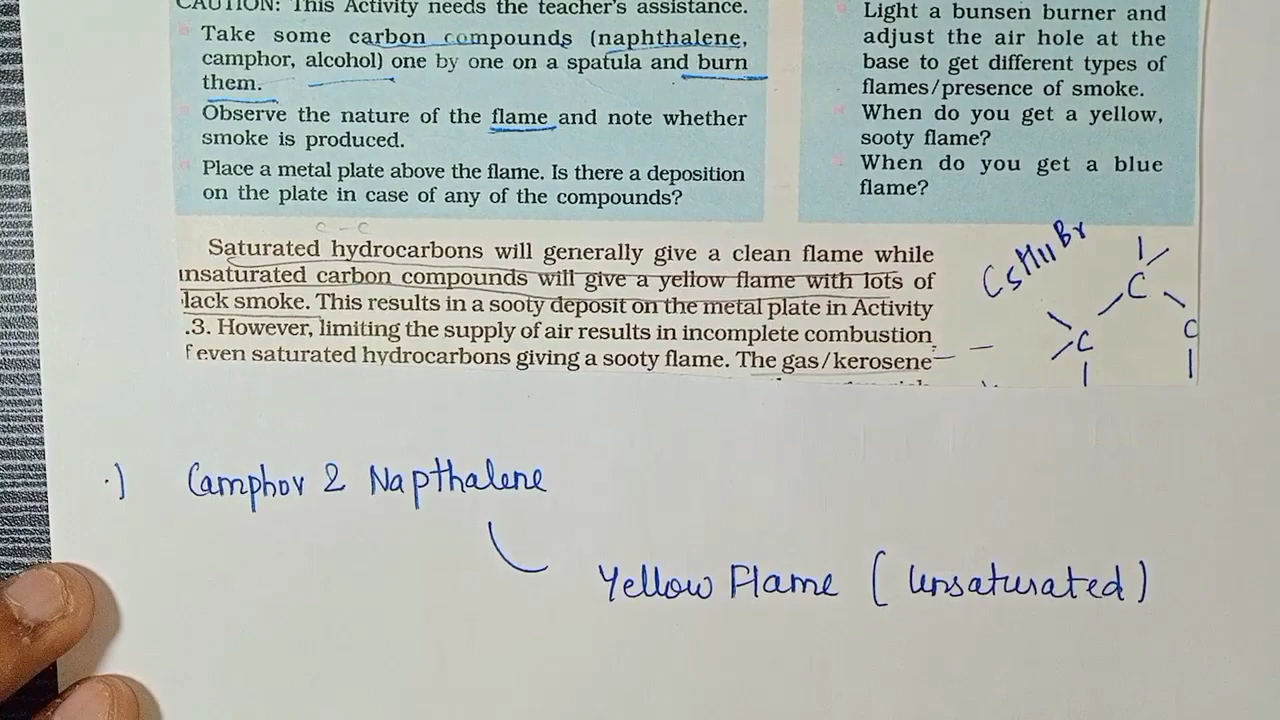 CAUTION: This Activity needs the teacher's assistance.
Take some carbon compounds (naphthalene,
camphor, alcohol) one by one on a spatula and burn
them.
Observe the nature of the flame and note whether
smoke is produced.
Place a metal plate above the flame. Is there a deposition
on the plate in case of any of the compounds?
Light a bunsen burner and
adjust the air hole at the
base to get different types of
flames/presence of smoke.
When do you get a yellow,
sooty flame?
When do you get a blue
flame?
C – C
Saturated hydrocarbons will generally give a clean flame while
unsaturated carbon compounds will give a yellow flame with lots of
lack smoke. This results in a sooty deposit on the metal plate in Activity
.3. However, limiting the supply of air results in incomplete combustion
f even saturated hydrocarbons giving a sooty flame. The gas/kerosene
C5H11Br
C
C
C
.) Camphor & Napthalene
Yellow Flame ( Unsaturated )